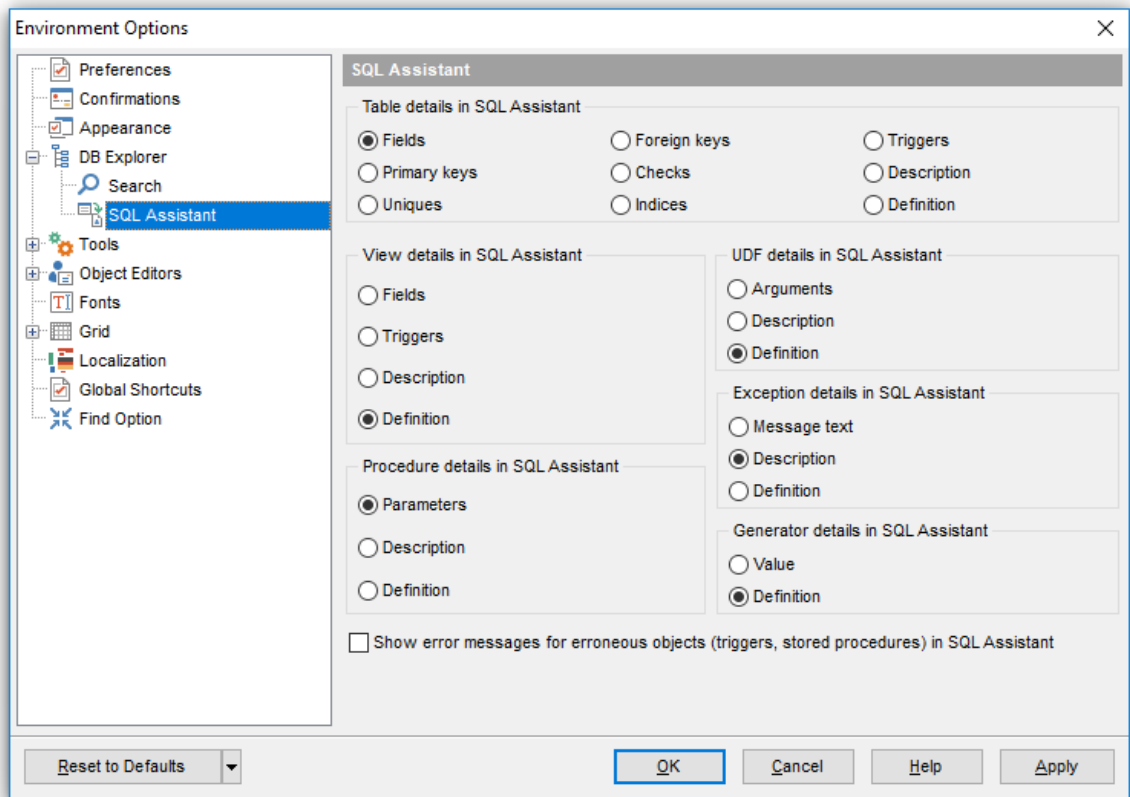 Environment Options
Preferences
Confirmations
Appearance
DB Explorer
Search
SQL Assistant
Tools
Object Editors
Fonts
Grid
Localization
Global Shortcuts
Find Option
SQL Assistant
Table details in SQL Assistant
Fields Foreign keys Triggers
Primary keys Checks Description
Uniques Indices Definition
View details in SQL Assistant
Fields
Triggers
Description
Definition
Procedure details in SQL Assistant
Parameters
Description
Definition
UDF details in SQL Assistant
Arguments
Description
Definition
Exception details in SQL Assistant
Message text
Description
Definition
Generator details in SQL Assistant
Value
Definition
Show error messages for erroneous objects (triggers, stored procedures) in SQL Assistant
Reset to Defaults OK Cancel Help Apply